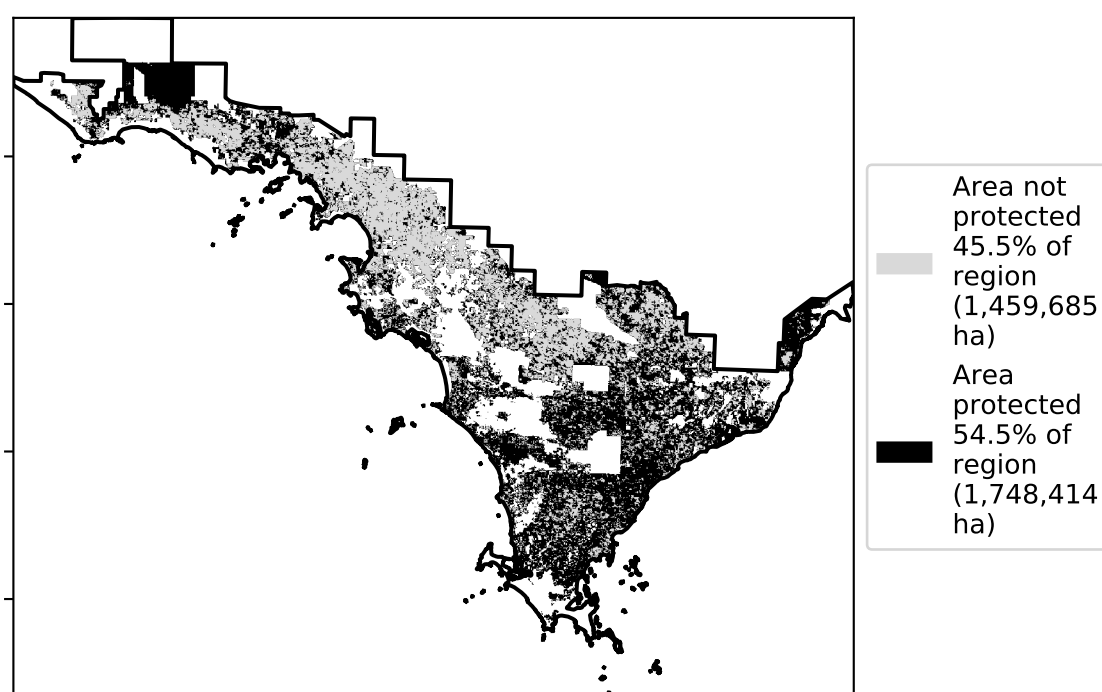 Area not
protected
45.5% of
region
(1,459,685
ha)
Area
protected
54.5% of
region
(1,748,414
ha)